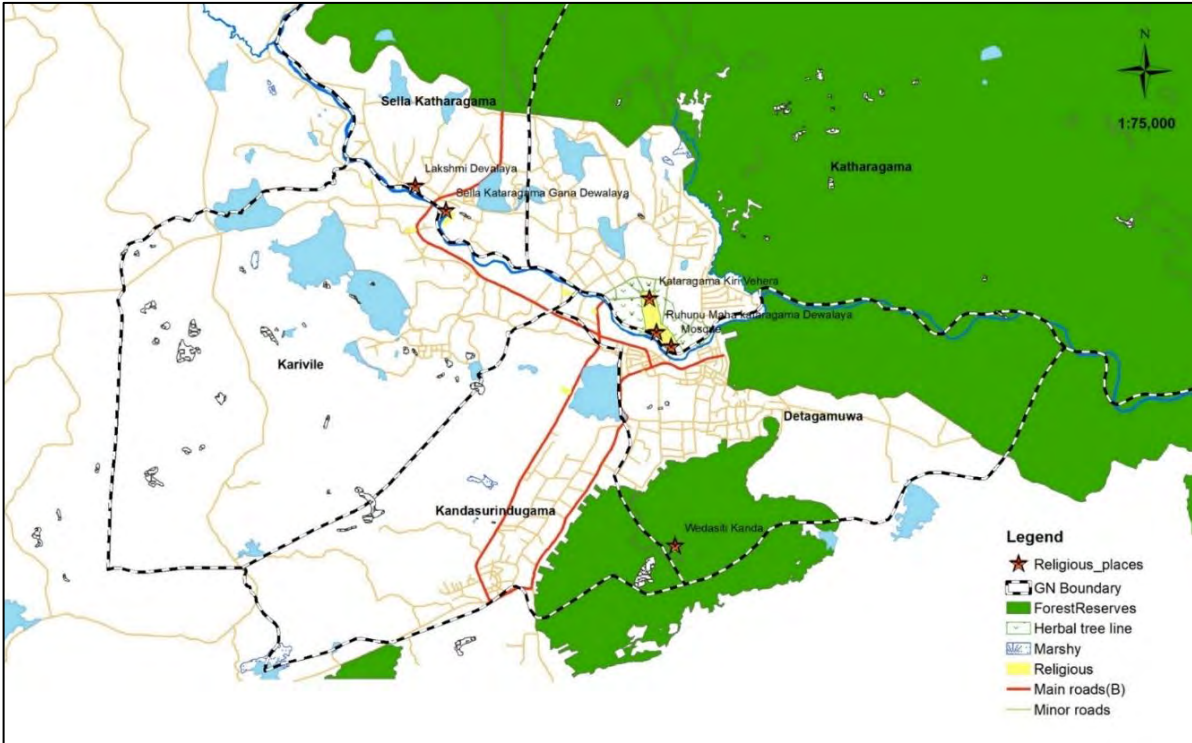 N
1:75,000
Sella Katharagama
Katharagama
Lakshmi Devalaya
Sella Kataragama Gana Dewalaya
Kataragama Kiri Vehera
Ruhunu Maha kataragama Dewalaya
Mosque
Karivile
Detagamuwa
Kandasurindugama
Wedasiti Kanda
Legend
Religious_places
GN Boundary
ForestReserves
Herbal tree line
Marshy
Religious
Main roads(B)
Minor roads